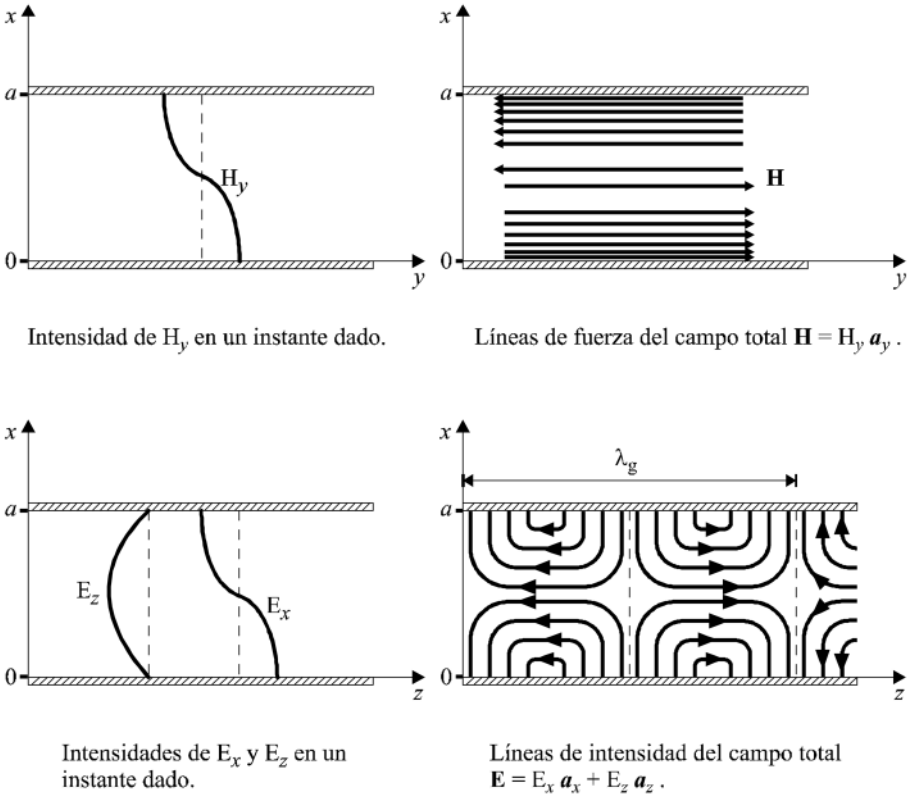 x
a
H_y
0
y
Intensidad de H_y en un instante dado.
x
a
H
0
y
Líneas de fuerza del campo total H = H_y a_y .
x
a
E_z
E_x
0
z
Intensidades de E_x y E_z en un
instante dado.
x
λ_g
a
0
z
Líneas de intensidad del campo total
E = E_x a_x + E_z a_z .